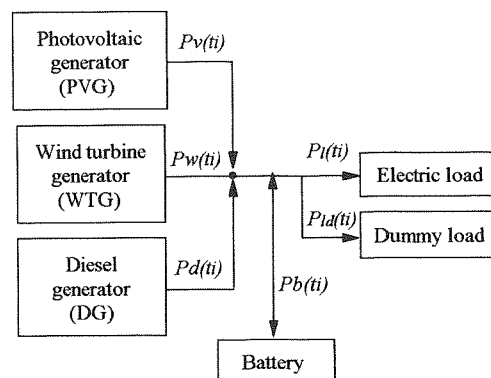 Photovoltaic
generator
(PVG)
Pv(ti)
Wind turbine
generator
(WTG)
Pw(ti)
Pl(ti)
Electric load
Pld(ti)
Dummy load
Diesel
generator
(DG)
Pd(ti)
Pb(ti)
Battery